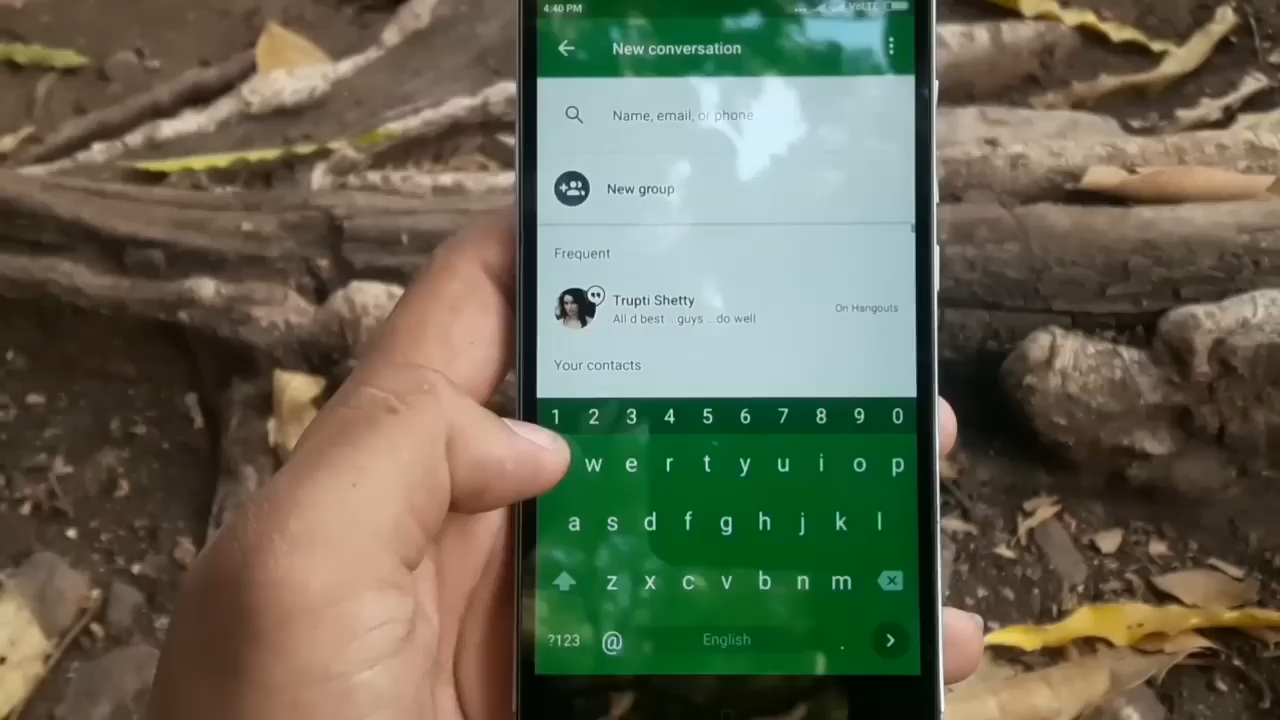 4:40 PM
VoLTE
New conversation
Name, email, or phone
New group
Frequent
Trupti Shetty
All d best ...guys ...do well
On Hangouts
Your contacts
1 2 3 4 5 6 7 8 9 0
w e r t y u i o p
a s d f g h j k l
z x c v b n m
?123 @ English .